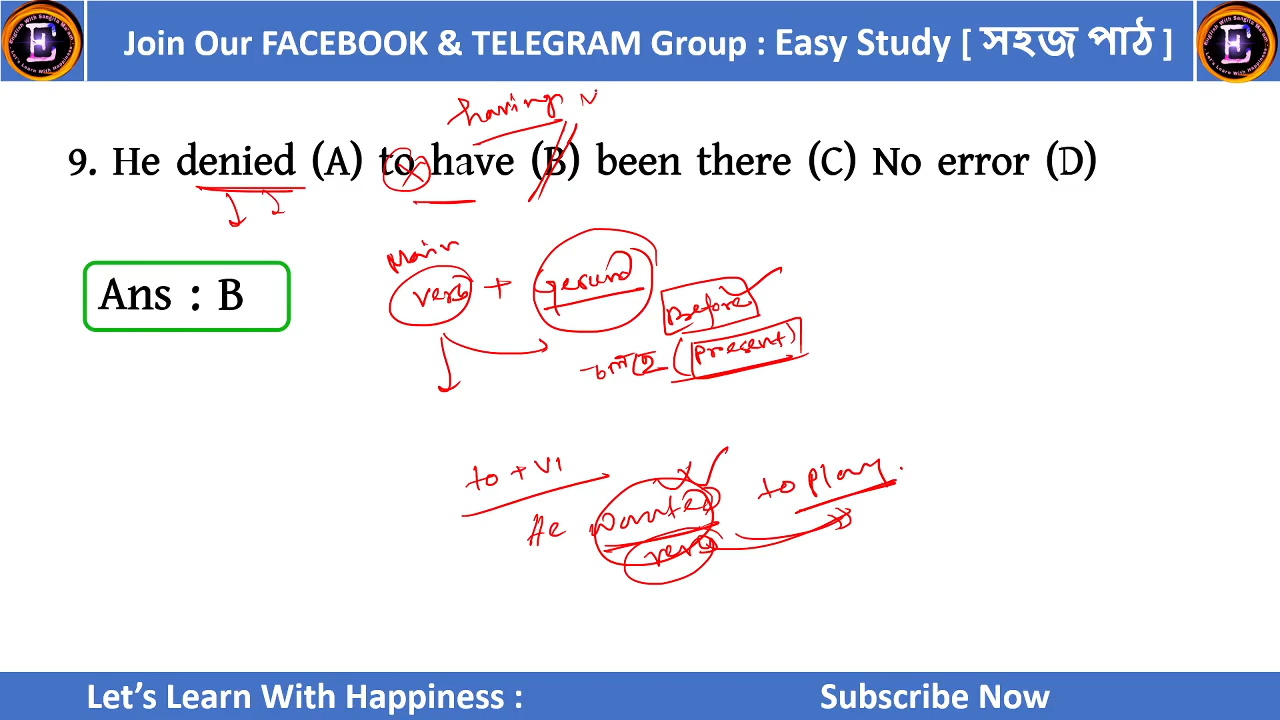 Join Our FACEBOOK & TELEGRAM Group : Easy Study [ সহজ পাঠ ]
having
9. He denied (A) to have (B) been there (C) No error (D)
Main
verb + gerund
Before
Ans : B
চলছে (present)
to + V1
to play.
He wanted
verb
Let's Learn With Happiness :
Subscribe Now